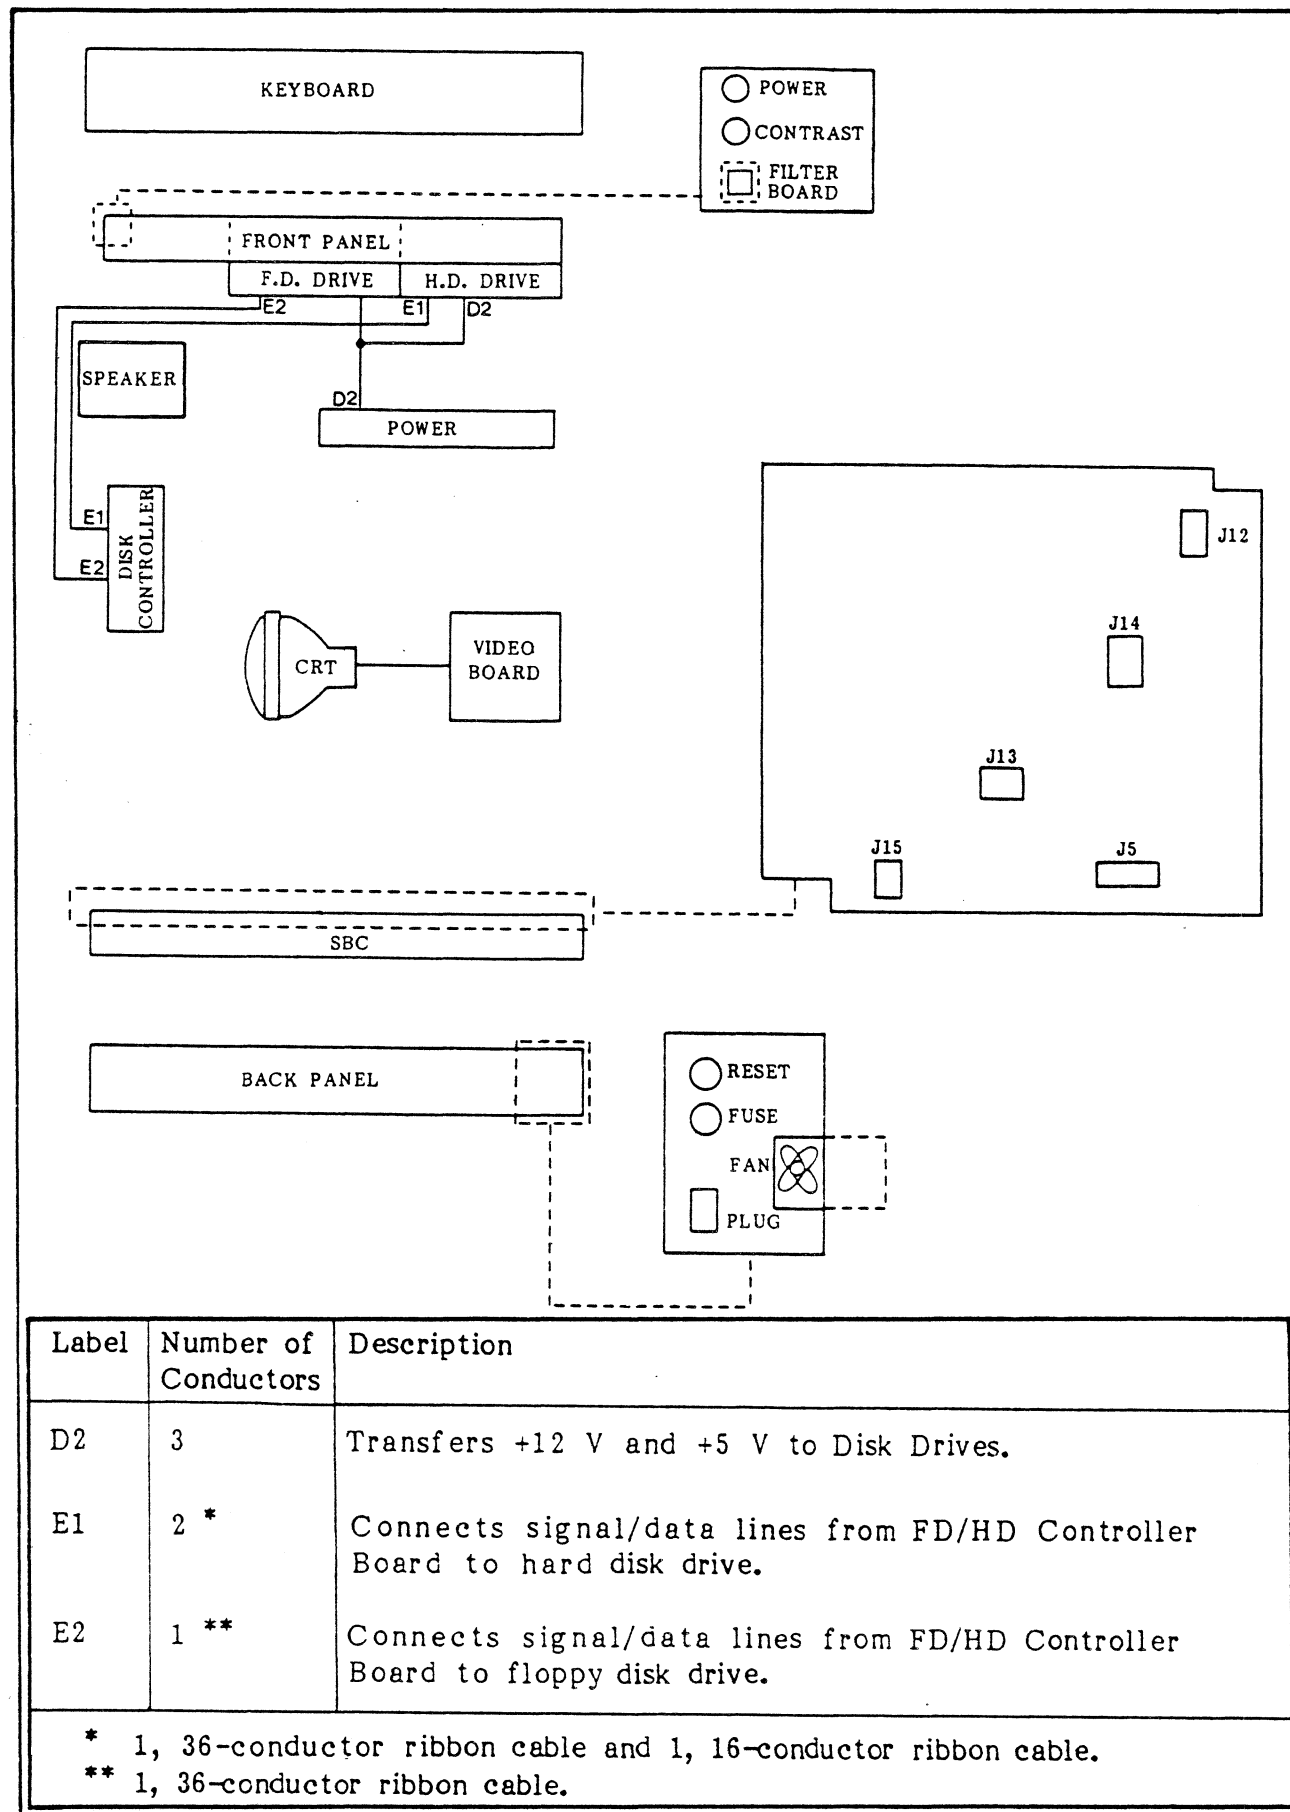 KEYBOARD
POWER
CONTRAST
FILTER
BOARD
FRONT PANEL
F.D. DRIVE
H.D. DRIVE
E2
E1
D2
SPEAKER
D2
POWER
E1
E2
DISK
CONTROLLER
J12
J14
CRT
VIDEO
BOARD
J13
J15
J5
SBC
BACK PANEL
RESET
FUSE
FAN
PLUG
Label
Number of
Conductors
Description
D2
3
Transfers +12 V and +5 V to Disk Drives.
E1
2 *
Connects signal/data lines from FD/HD Controller
Board to hard disk drive.
E2
1 **
Connects signal/data lines from FD/HD Controller
Board to floppy disk drive.
* 1, 36-conductor ribbon cable and 1, 16-conductor ribbon cable.
** 1, 36-conductor ribbon cable.